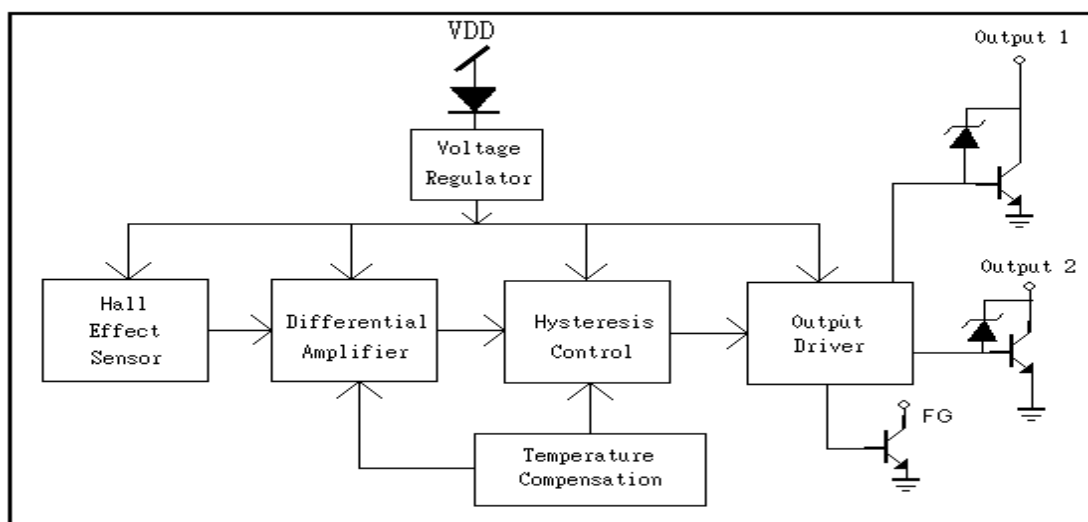 VDD
Output 1
Voltage
Regulator
Output 2
Hall
Effect
Sensor
Differential
Amplifier
Hysteresis
Control
Output
Driver
FG
Temperature
Compensation